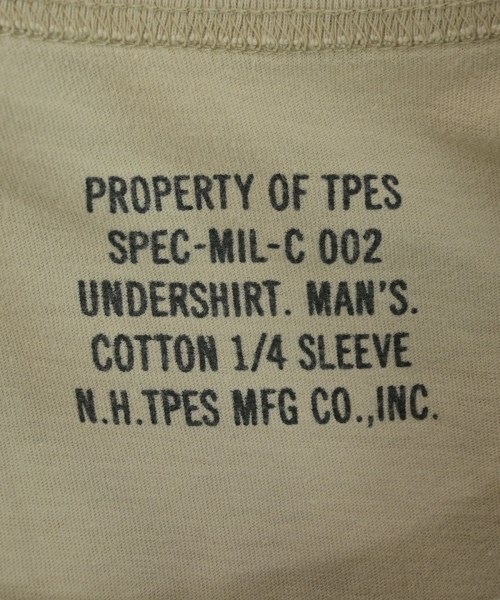 PROPERTY OF TPES
SPEC-MIL-C 002
UNDERSHIRT. MAN'S.
COTTON 1/4 SLEEVE
N.H.TPES MFG CO.,INC.